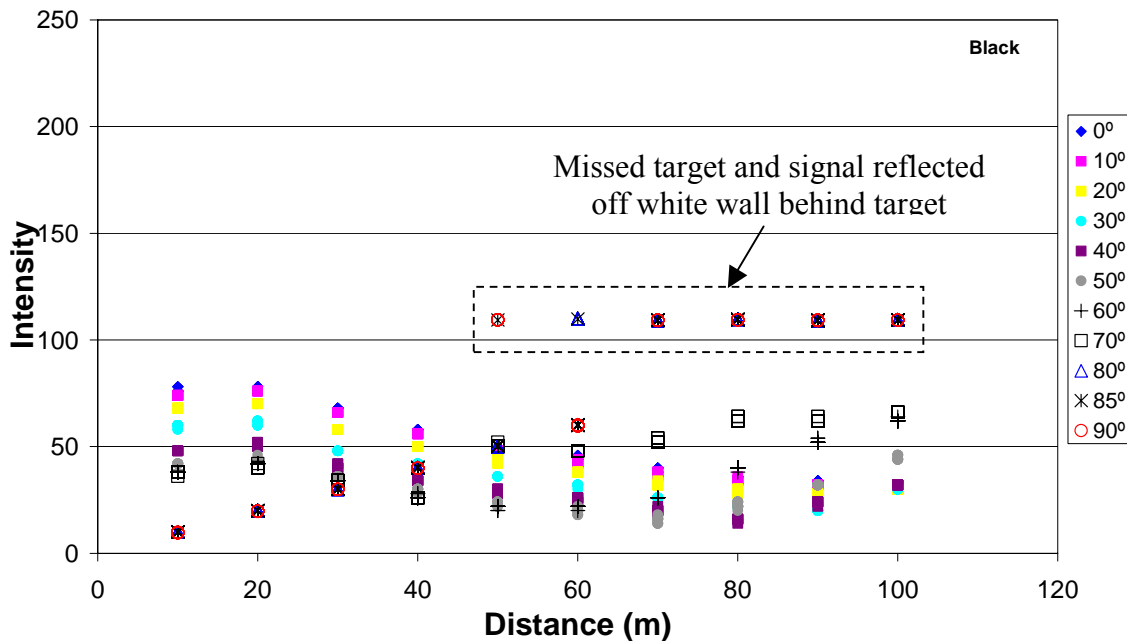 250
Black
200
Missed target and signal reflected
off white wall behind target
150
Intensity
100
50
0
0 20 40 60 80 100 120
Distance (m)
0º
10º
20º
30º
40º
50º
60º
70º
80º
85º
90º